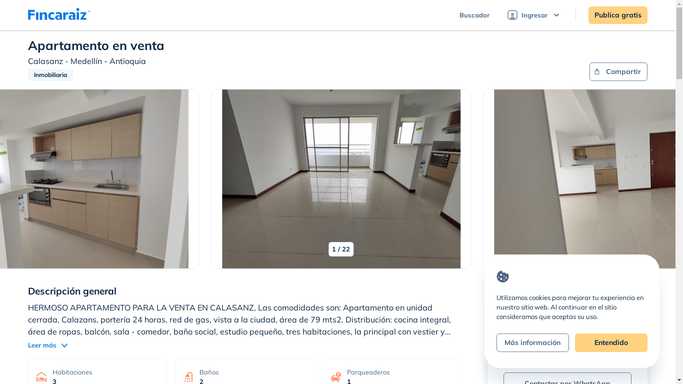 Fincaraiz
Buscador
Ingresar
Publica gratis
Apartamento en venta
Calasanz - Medellín - Antioquia
Inmobiliaria
Compartir
1 / 22
Descripción general
HERMOSO APARTAMENTO PARA LA VENTA EN CALASANZ, Las comodidades son: Apartamento en unidad
cerrada, Calazans, portería 24 horas, red de gas, vista a la ciudad, área de 79 mts2. Distribución: cocina integral,
área de ropas, balcón, sala - comedor, baño social, estudio pequeño, tres habitaciones, la principal con vestier y...
Leer más
Habitaciones
3
Baños
2
Parqueaderos
1
Utilizamos cookies para mejorar tu experiencia en
nuestro sitio web. Al continuar en el sitio
consideramos que aceptas su uso.
Más información
Entendido
Contactar por WhatsApp